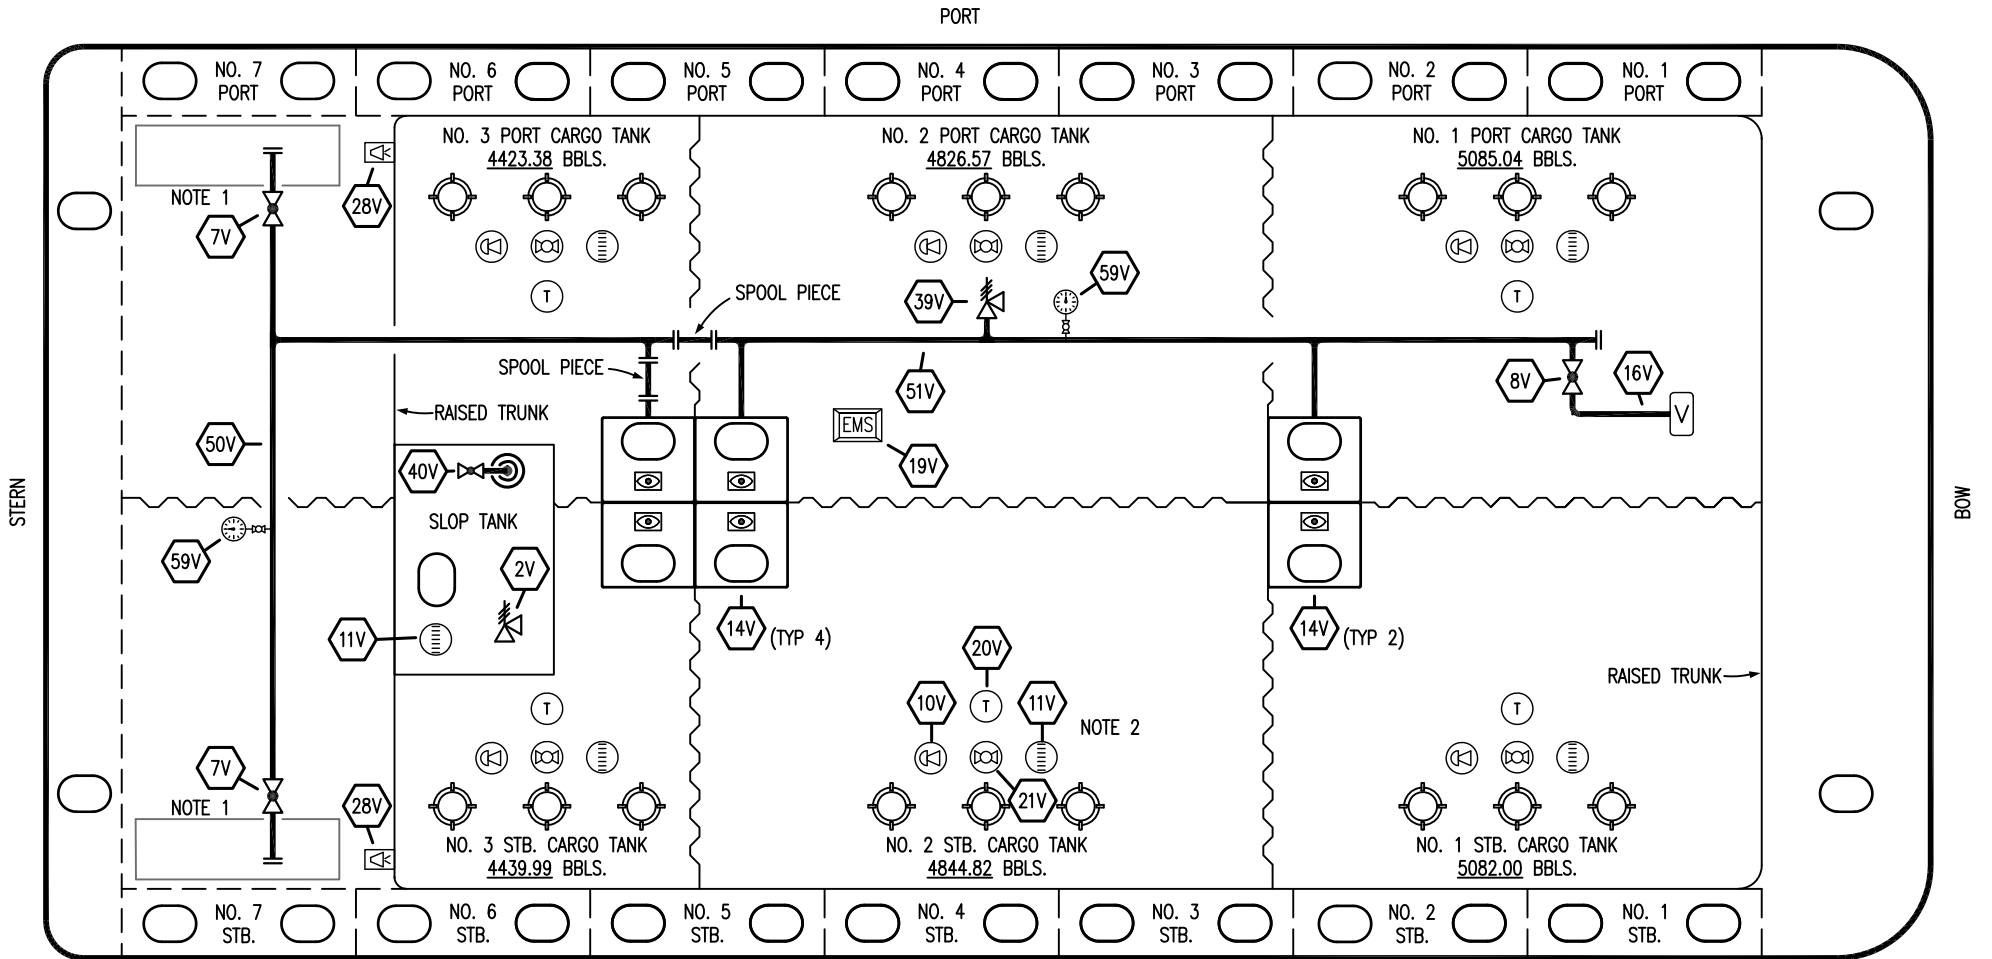 PORT
NO. 7
PORT
NO. 6
PORT
NO. 5
PORT
NO. 4
PORT
NO. 3
PORT
NO. 2
PORT
NO. 1
PORT
NO. 3 PORT CARGO TANK
4423.38 BBLS.
NO. 2 PORT CARGO TANK
4826.57 BBLS.
NO. 1 PORT CARGO TANK
5085.04 BBLS.
NOTE 1
7V
28V
T
T
SPOOL PIECE
39V
59V
SPOOL PIECE
51V
8V
16V
V
RAISED TRUNK
EMS
19V
50V
40V
STERN
BOW
SLOP TANK
59V
2V
11V
14V
(TYP 4)
14V
(TYP 2)
20V
RAISED TRUNK
10V
T
11V
NOTE 2
T
T
7V
28V
21V
NOTE 1
NO. 3 STB. CARGO TANK
4439.99 BBLS.
NO. 2 STB. CARGO TANK
4844.82 BBLS.
NO. 1 STB. CARGO TANK
5082.00 BBLS.
NO. 7
STB.
NO. 6
STB.
NO. 5
STB.
NO. 4
STB.
NO. 3
STB.
NO. 2
STB.
NO. 1
STB.